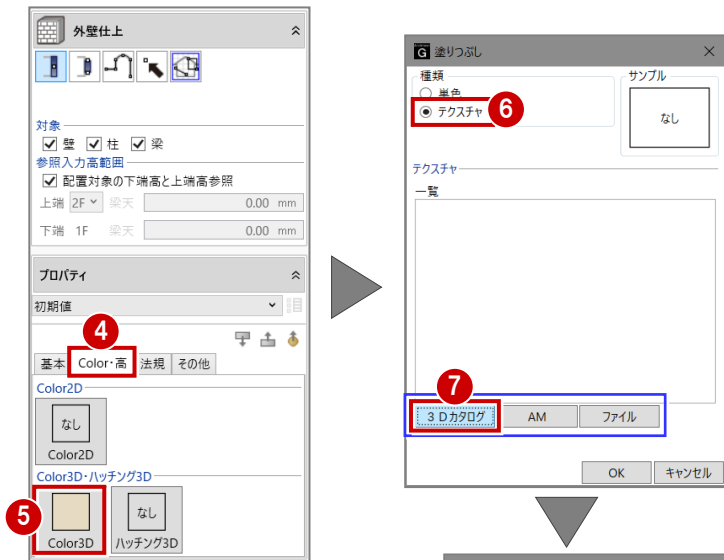 外壁仕上
対象
壁 柱 梁
参照入力高範囲
配置対象の下端高と上端高参照
上端 2F 梁天 0.00 mm
下端 1F 梁天 0.00 mm
プロパティ
初期値
4
基本 Color・高 法規 その他
Color2D
なし
Color2D
Color3D・ハッチング3D
5
なし
Color3D ハッチング3D
G 塗りつぶし
種類
単色
テクスチャ
6
サンプル
なし
テクスチャ
一覧
7
3Dカタログ AM ファイル
OK キャンセル